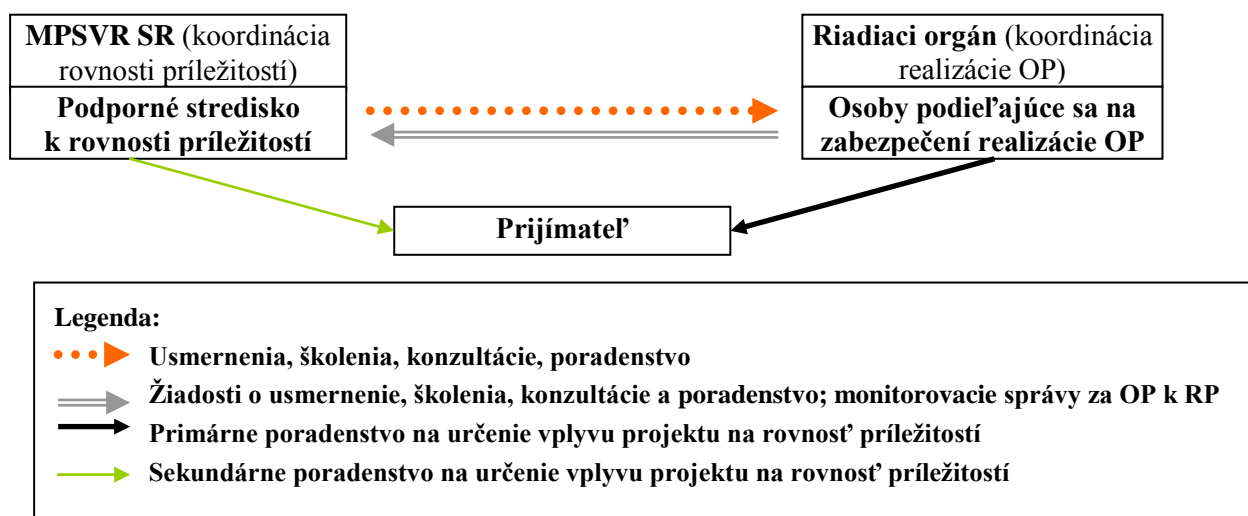 MPSVR SR (koordinácia
rovnosti príležitostí)
Podporné stredisko
k rovnosti príležitostí
Riadiaci orgán (koordinácia
realizácie OP)
Osoby podieľajúce sa na
zabezpečení realizácie OP
Prijímateľ
Legenda:
Usmernenia, školenia, konzultácie, poradenstvo
Žiadosti o usmernenie, školenia, konzultácie a poradenstvo; monitorovacie správy za OP k RP
Primárne poradenstvo na určenie vplyvu projektu na rovnosť príležitostí
Sekundárne poradenstvo na určenie vplyvu projektu na rovnosť príležitostí